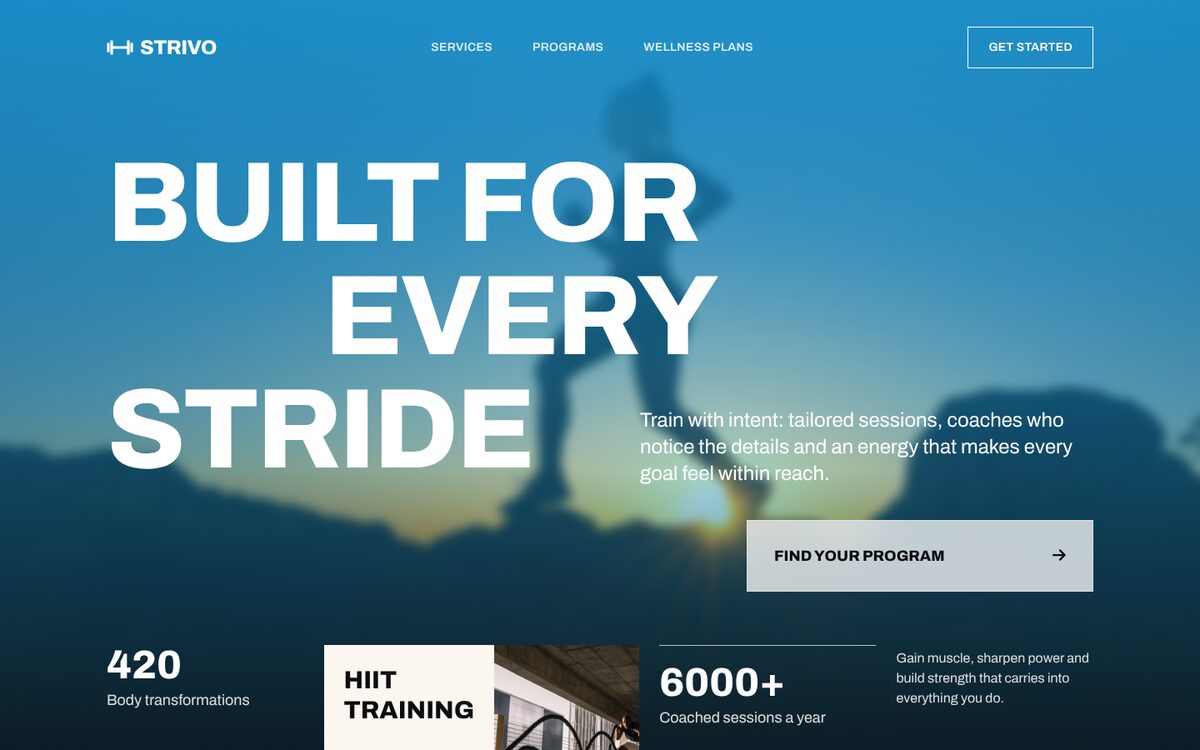 STRIVO
SERVICES
PROGRAMS
WELLNESS PLANS
GET STARTED
BUILT FOR
EVERY
STRIDE
Train with intent: tailored sessions, coaches who
notice the details and an energy that makes every
goal feel within reach.
FIND YOUR PROGRAM
420
Body transformations
HIIT
TRAINING
6000+
Coached sessions a year
Gain muscle, sharpen power and
build strength that carries into
everything you do.